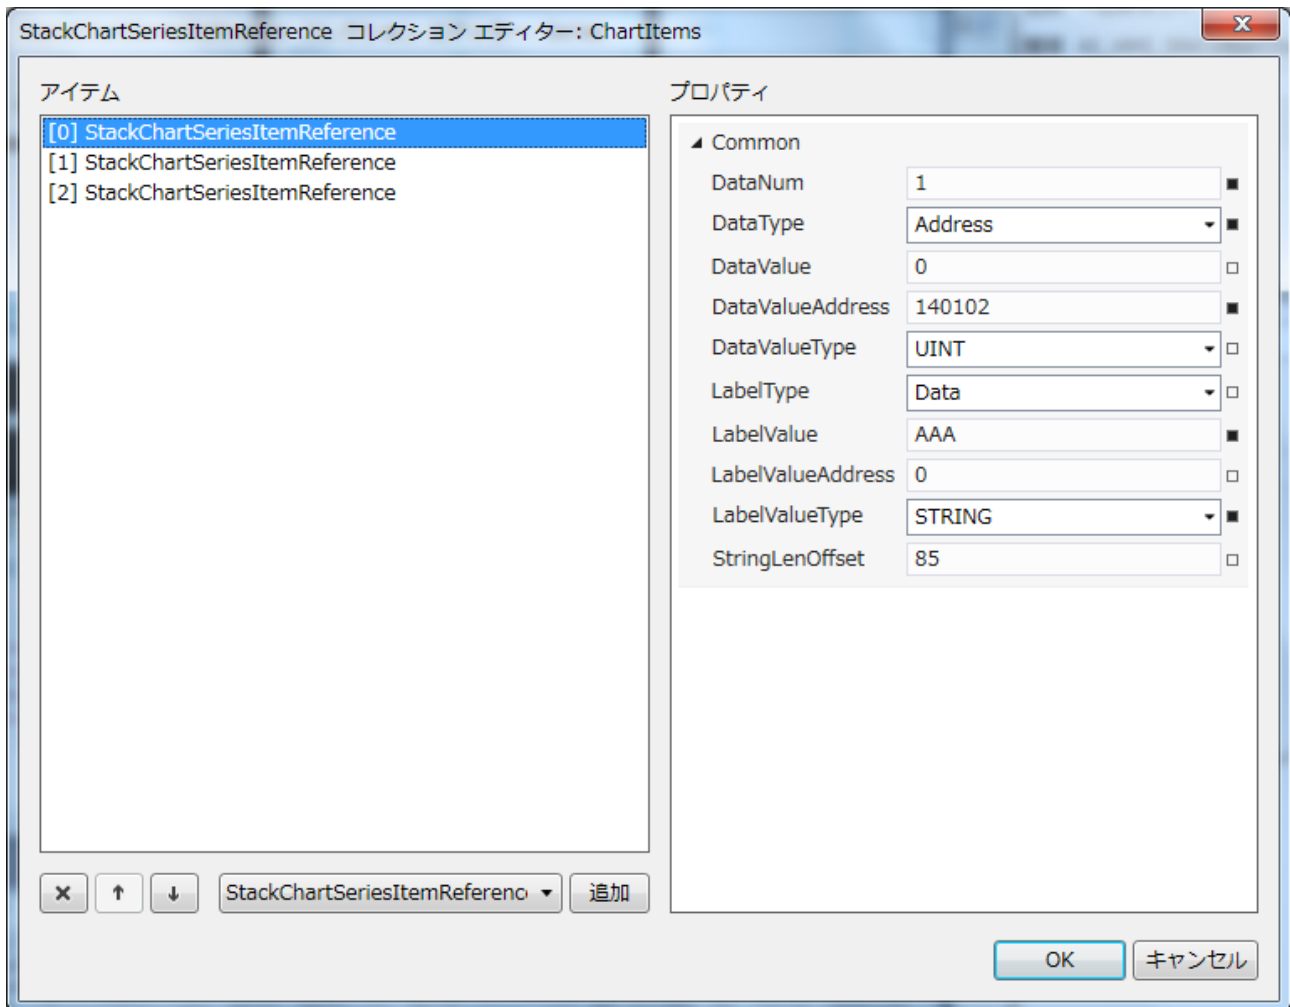 StackChartSeriesItemReference コレクション エディター: ChartItems
アイテム
[0] StackChartSeriesItemReference
[1] StackChartSeriesItemReference
[2] StackChartSeriesItemReference
StackChartSeriesItemReferenc
追加
プロパティ
Common
DataNum 1
DataType Address
DataValue 0
DataValueAddress 140102
DataValueType UINT
LabelType Data
LabelValue AAA
LabelValueAddress 0
LabelValueType STRING
StringLenOffset 85
OK キャンセル